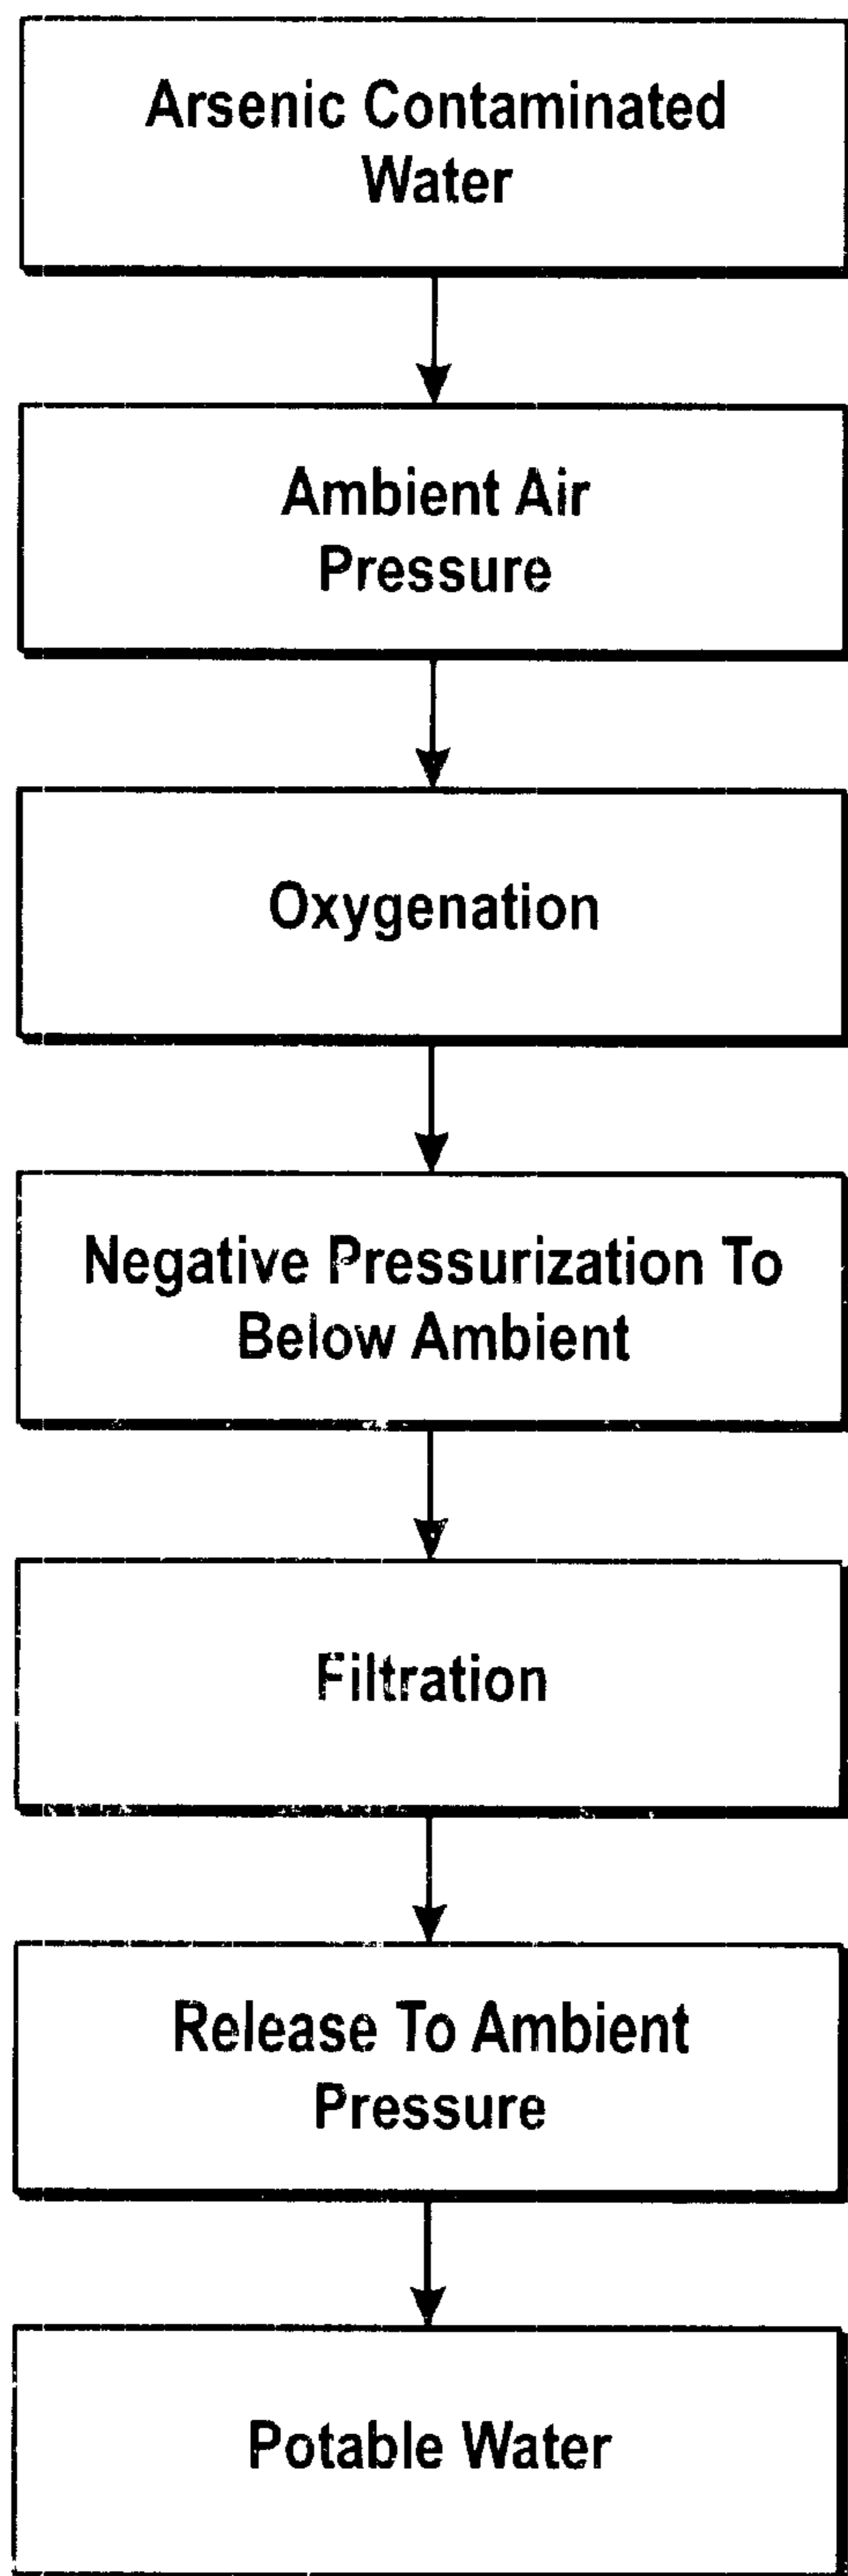 Arsenic Contaminated
Water
Ambient Air
Pressure
Oxygenation
Negative Pressurization To
Below Ambient
Filtration
Release To Ambient
Pressure
Potable Water